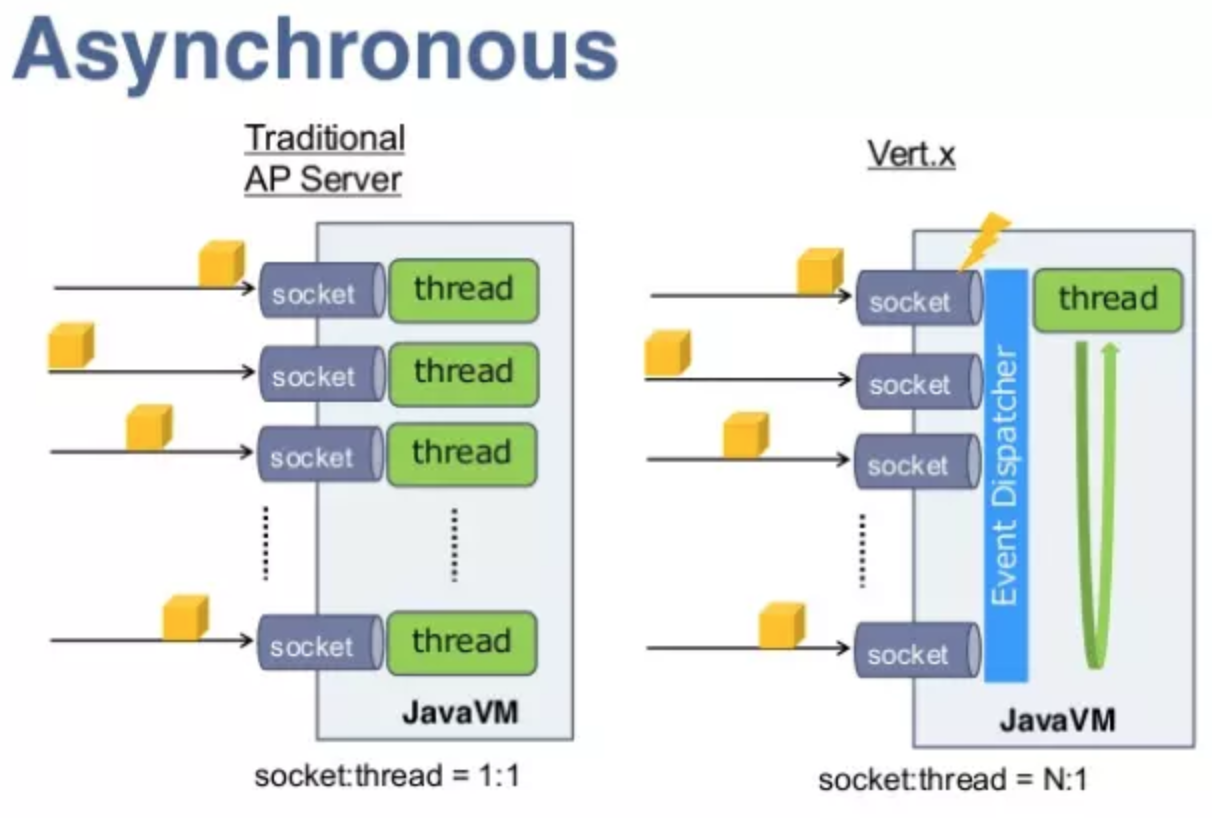 Asynchronous
Traditional
AP Server
socket thread
socket thread
socket thread
socket thread
JavaVM
socket:thread = 1:1
Vert.x
socket
thread
socket
socket
socket
Event Dispatcher
JavaVM
socket:thread = N:1